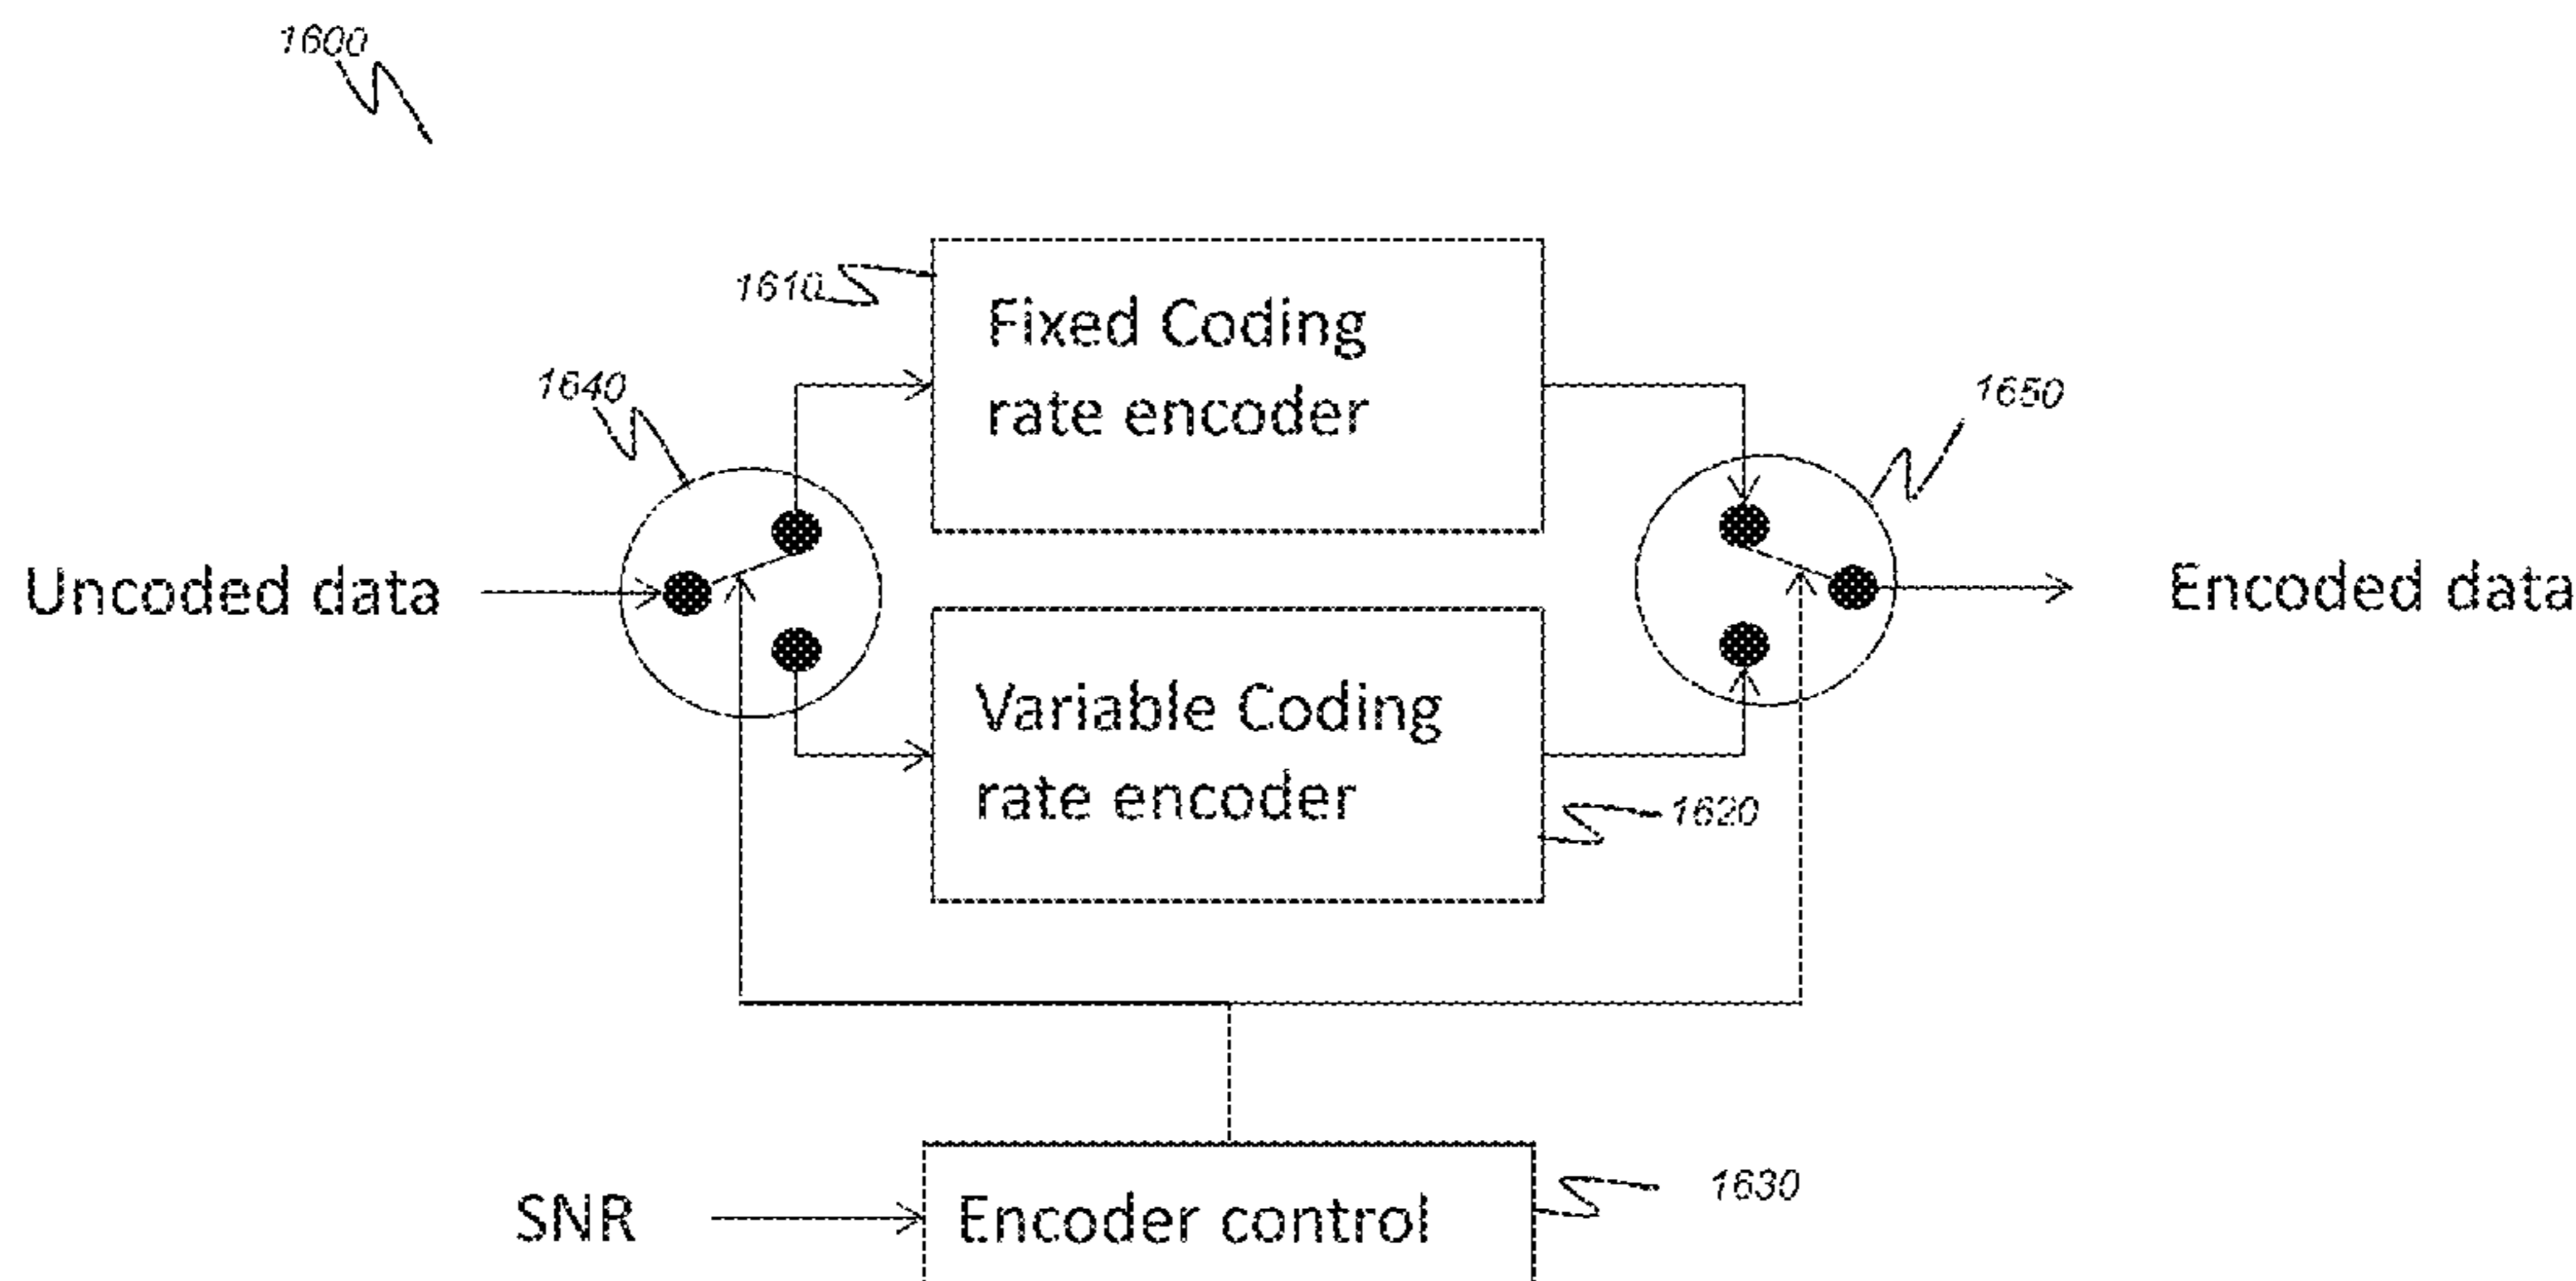 1600
1610
Fixed Coding
rate encoder
1640
1650
Uncoded data
Encoded data
Variable Coding
rate encoder
1620
1630
SNR
Encoder control